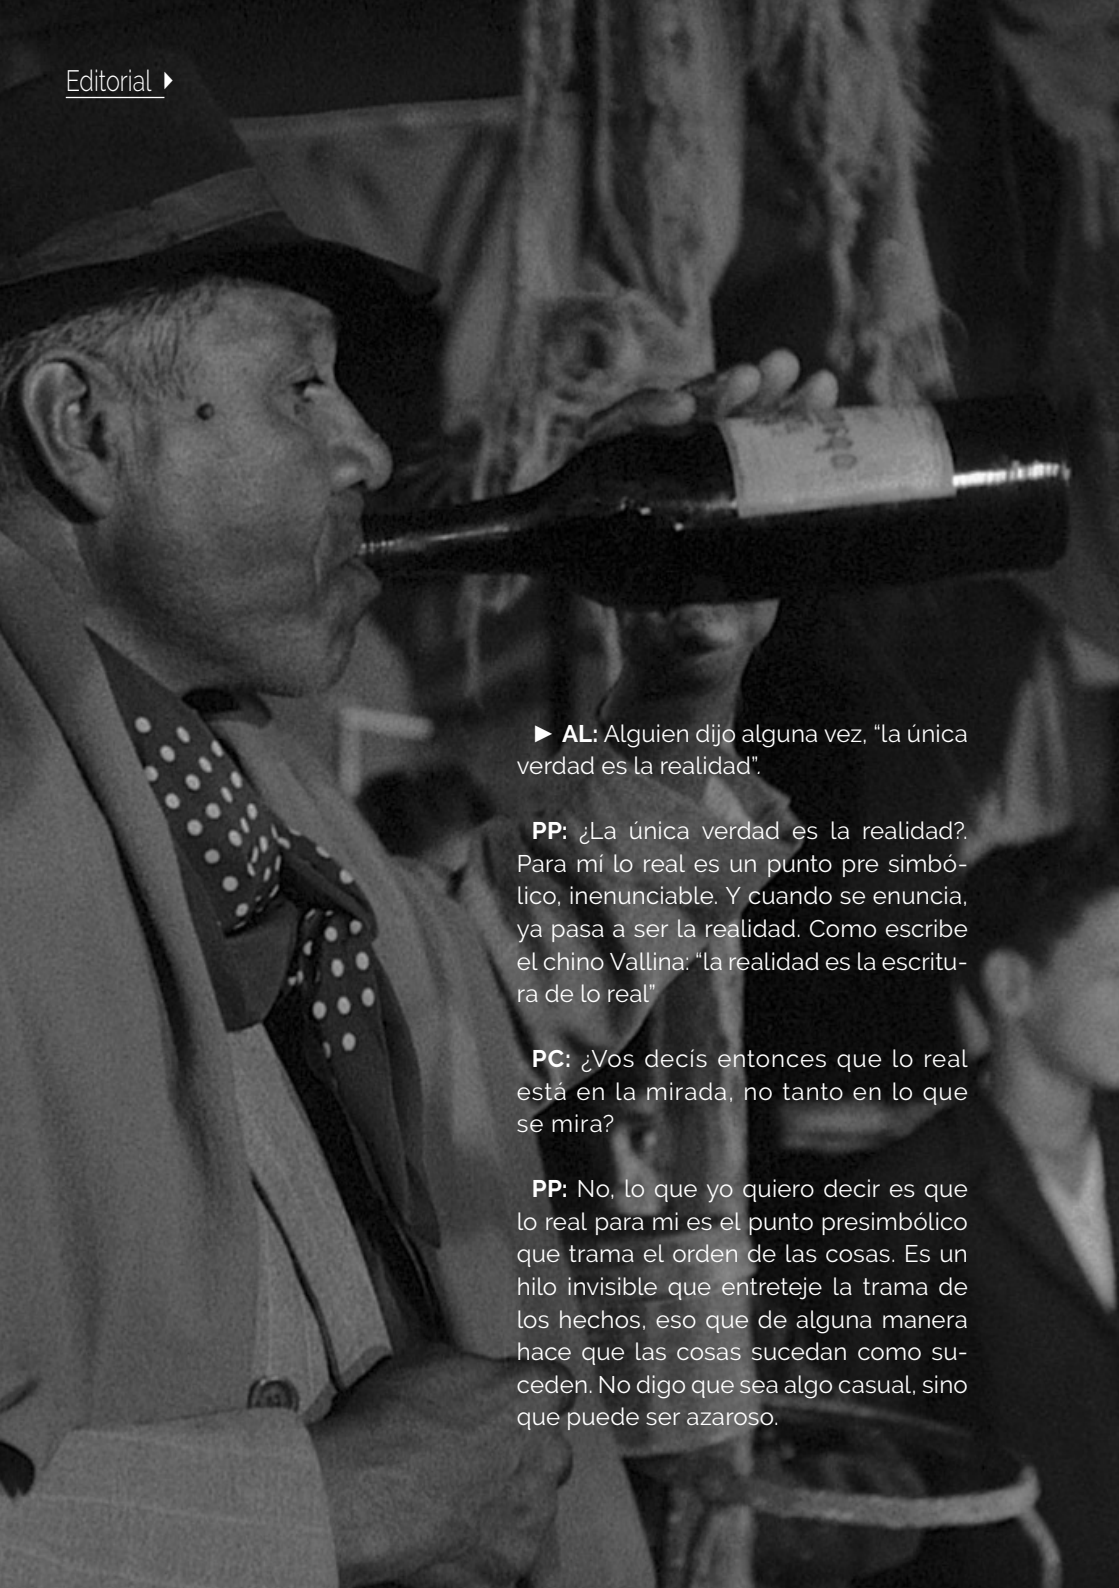 Editorial
► AL: Alguien dijo alguna vez, “la única
verdad es la realidad”.
PP: ¿La única verdad es la realidad?.
Para mí lo real es un punto pre simbó-
lico, inenunciable. Y cuando se enuncia,
ya pasa a ser la realidad. Como escribe
el chino Vallina: “la realidad es la escritu-
ra de lo real”
PC: ¿Vos decís entonces que lo real
está en la mirada, no tanto en lo que
se mira?
PP: No, lo que yo quiero decir es que
lo real para mi es el punto presimbólico
que trama el orden de las cosas. Es un
hilo invisible que entreteje la trama de
los hechos, eso que de alguna manera
hace que las cosas sucedan como su-
ceden. No digo que sea algo casual, sino
que puede ser azaroso.